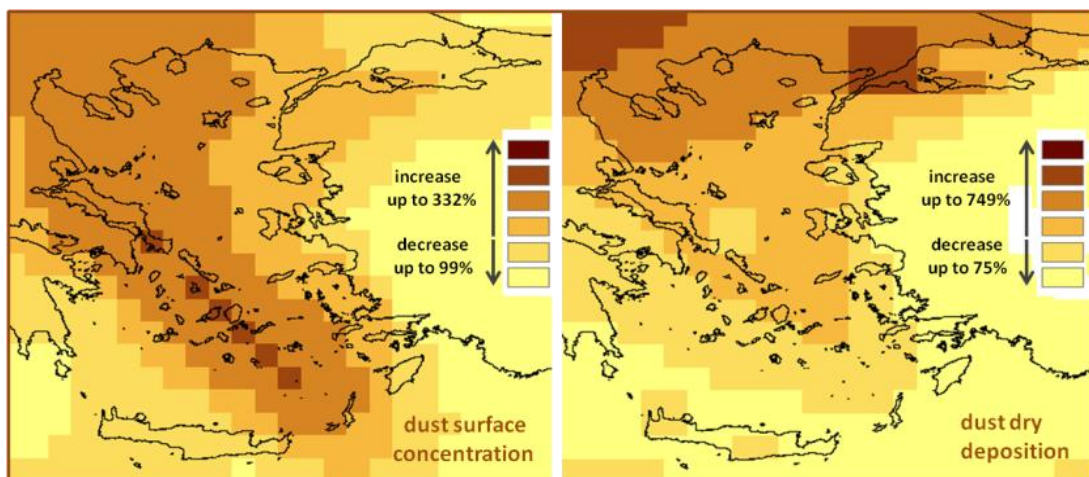 increase
up to 332%
decrease
up to 99%
dust surface
concentration
increase
up to 749%
decrease
up to 75%
dust dry
deposition